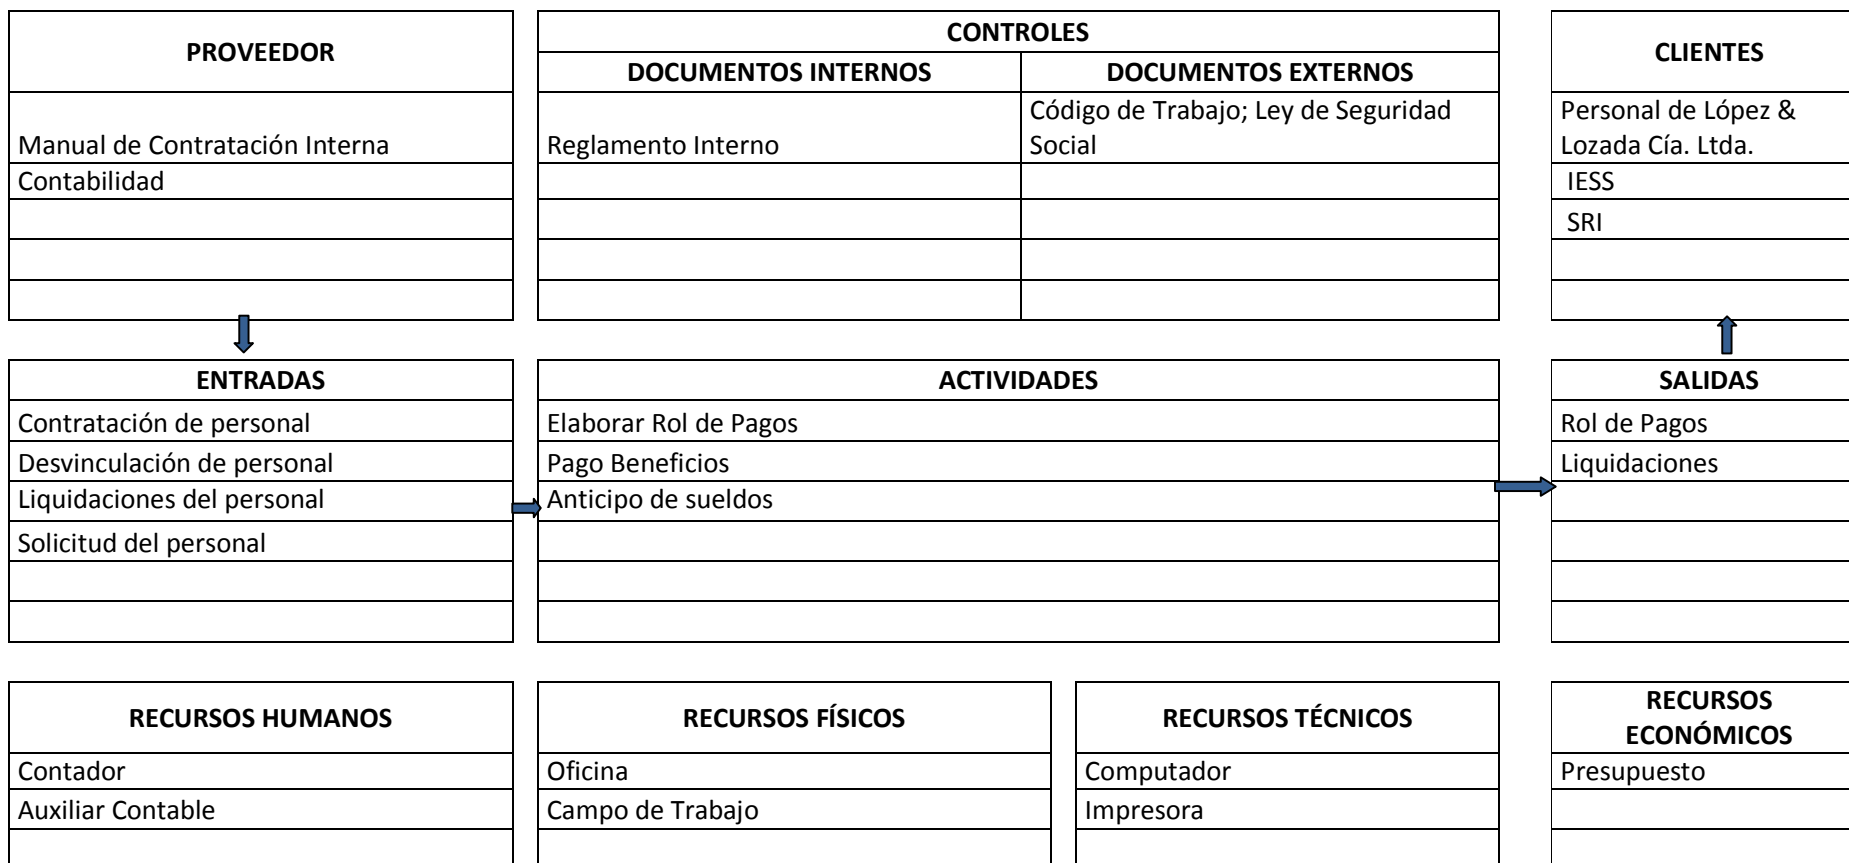 PROVEEDOR
Manual de Contratación Interna
Contabilidad
CONTROLES
DOCUMENTOS INTERNOS
DOCUMENTOS EXTERNOS
Reglamento Interno
Código de Trabajo; Ley de Seguridad
Social
CLIENTES
Personal de López &
Lozada Cía. Ltda.
IESS
SRI
ENTRADAS
Contratación de personal
Desvinculación de personal
Liquidaciones del personal
Solicitud del personal
ACTIVIDADES
Elaborar Rol de Pagos
Pago Beneficios
Anticipo de sueldos
SALIDAS
Rol de Pagos
Liquidaciones
RECURSOS HUMANOS
Contador
Auxiliar Contable
RECURSOS FÍSICOS
Oficina
Campo de Trabajo
RECURSOS TÉCNICOS
Computador
Impresora
RECURSOS
ECONÓMICOS
Presupuesto